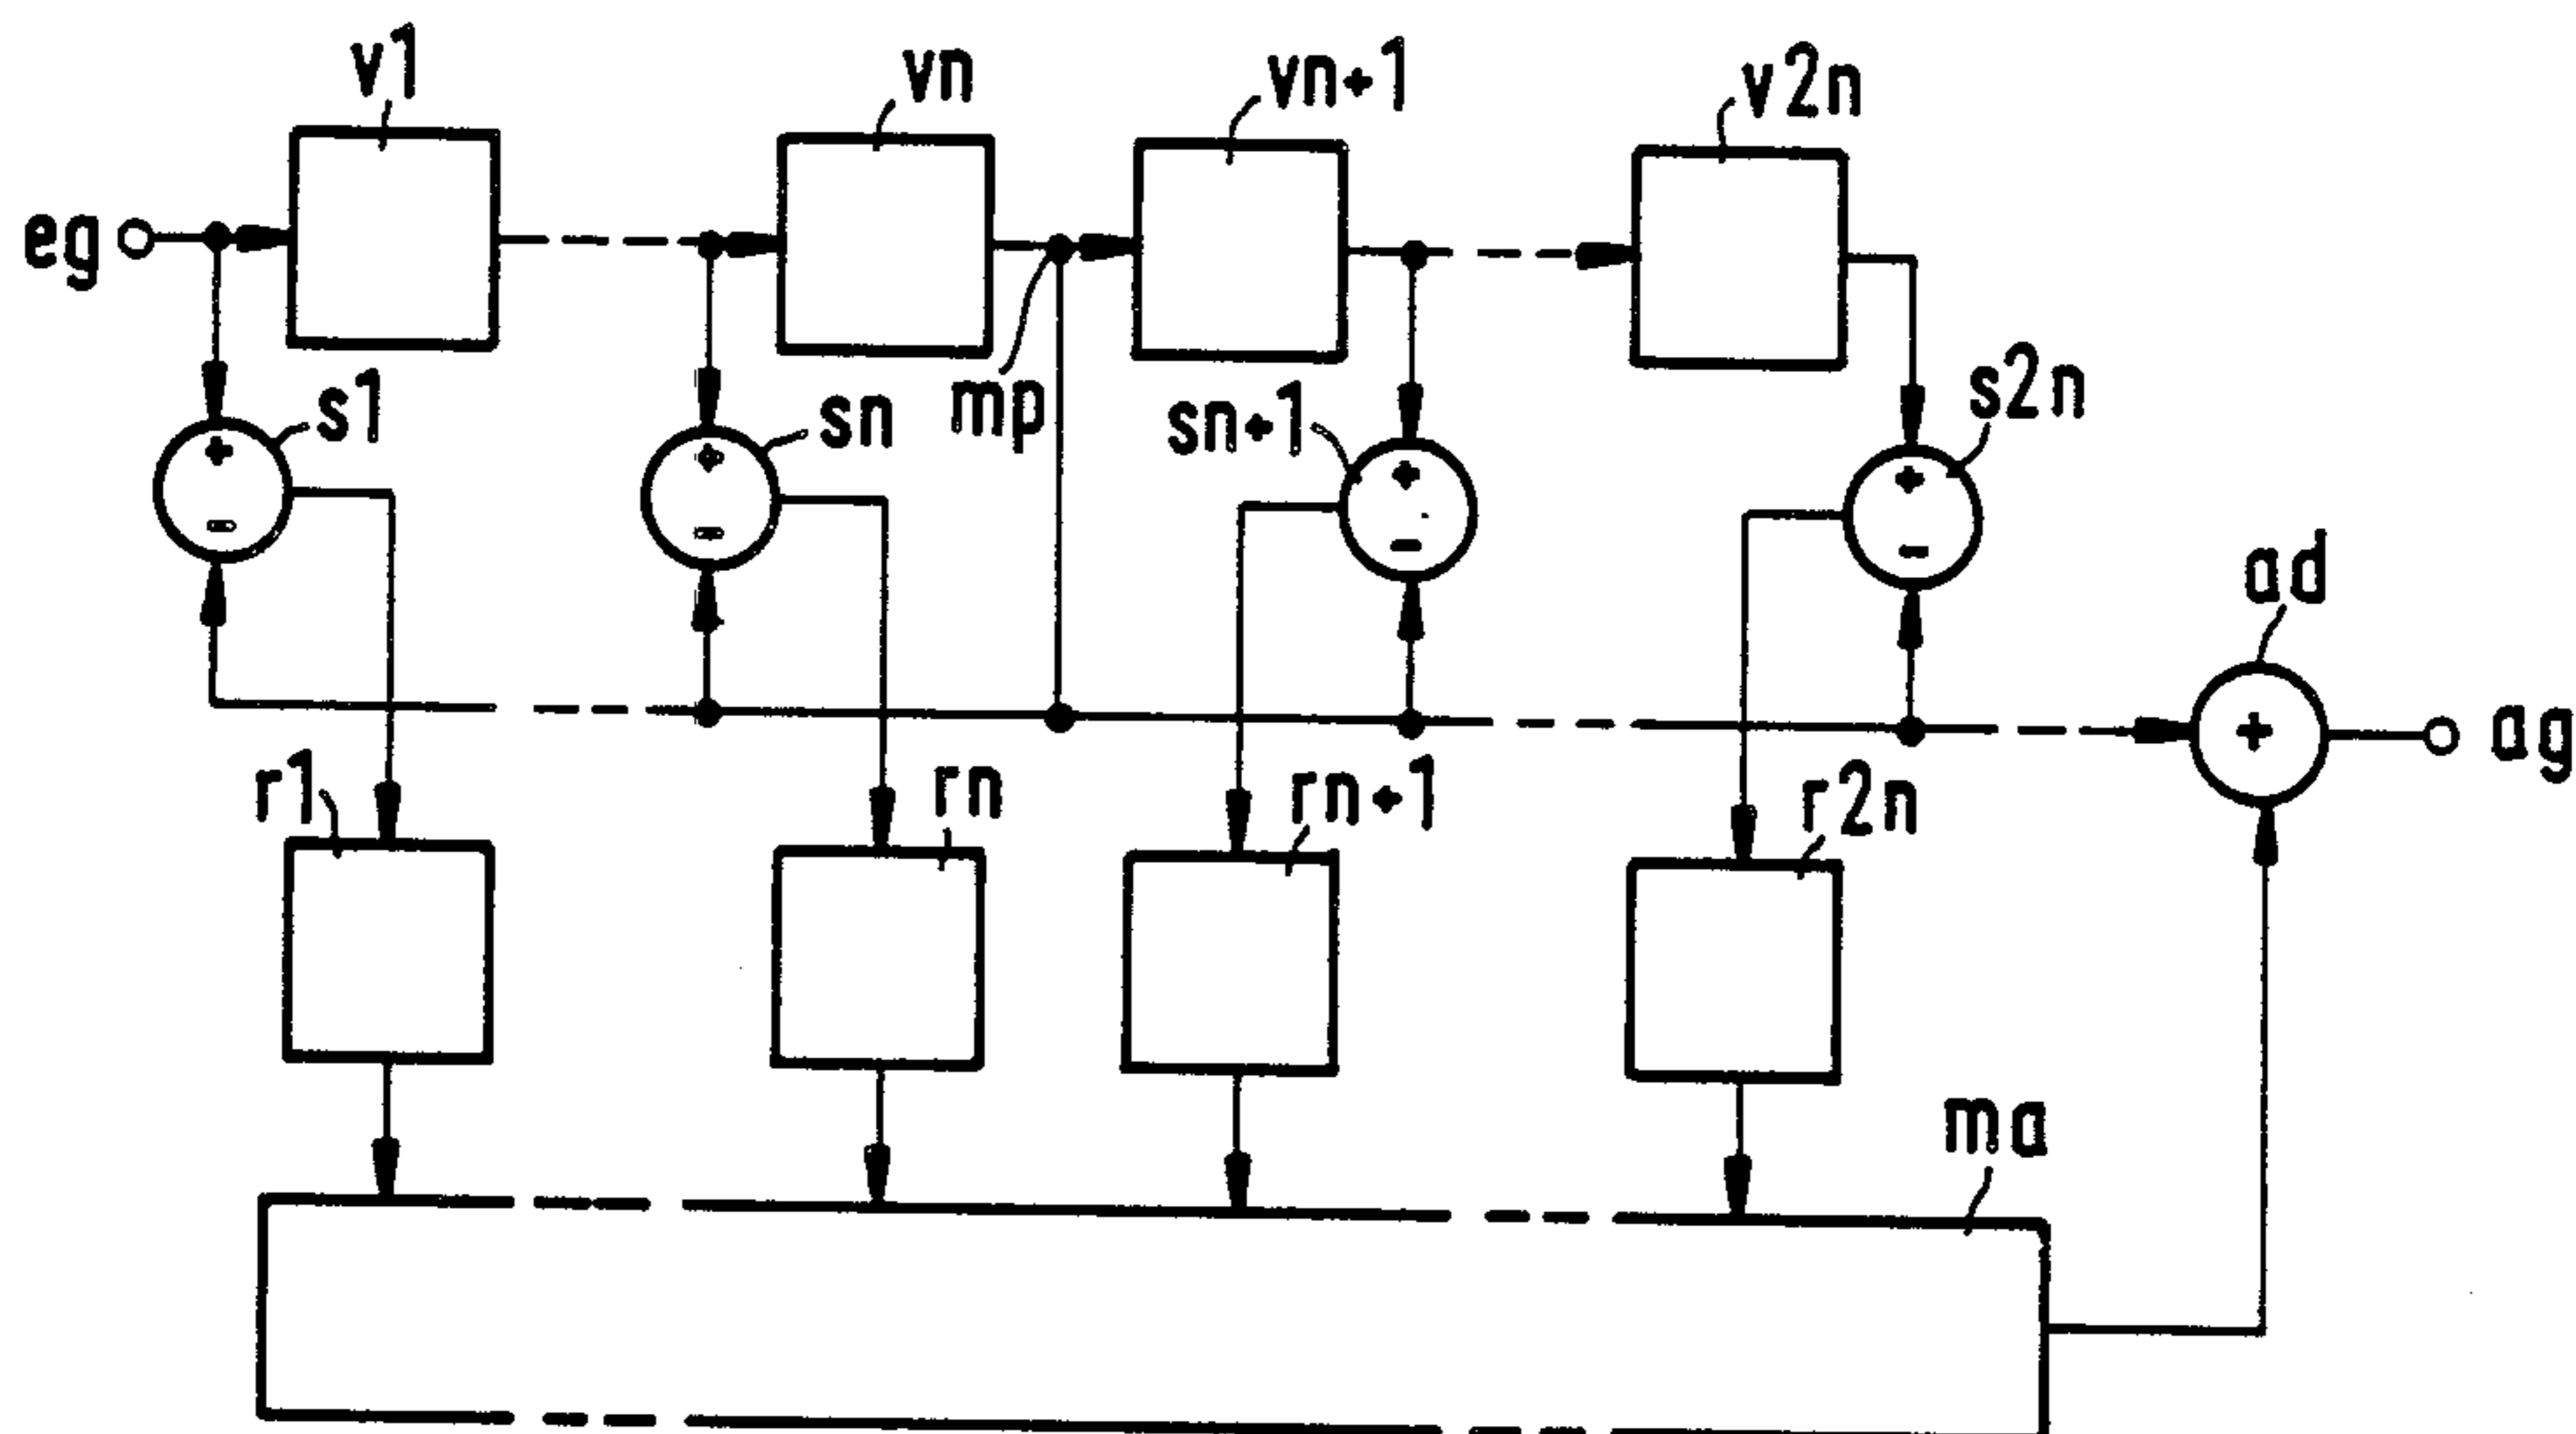 v1
vn
vn+1
v2n
eg
s1
sn
mp
sn+1
s2n
+
-
+
-
+
-
+
-
ad
+
ag
r1
rn
rn+1
r2n
ma